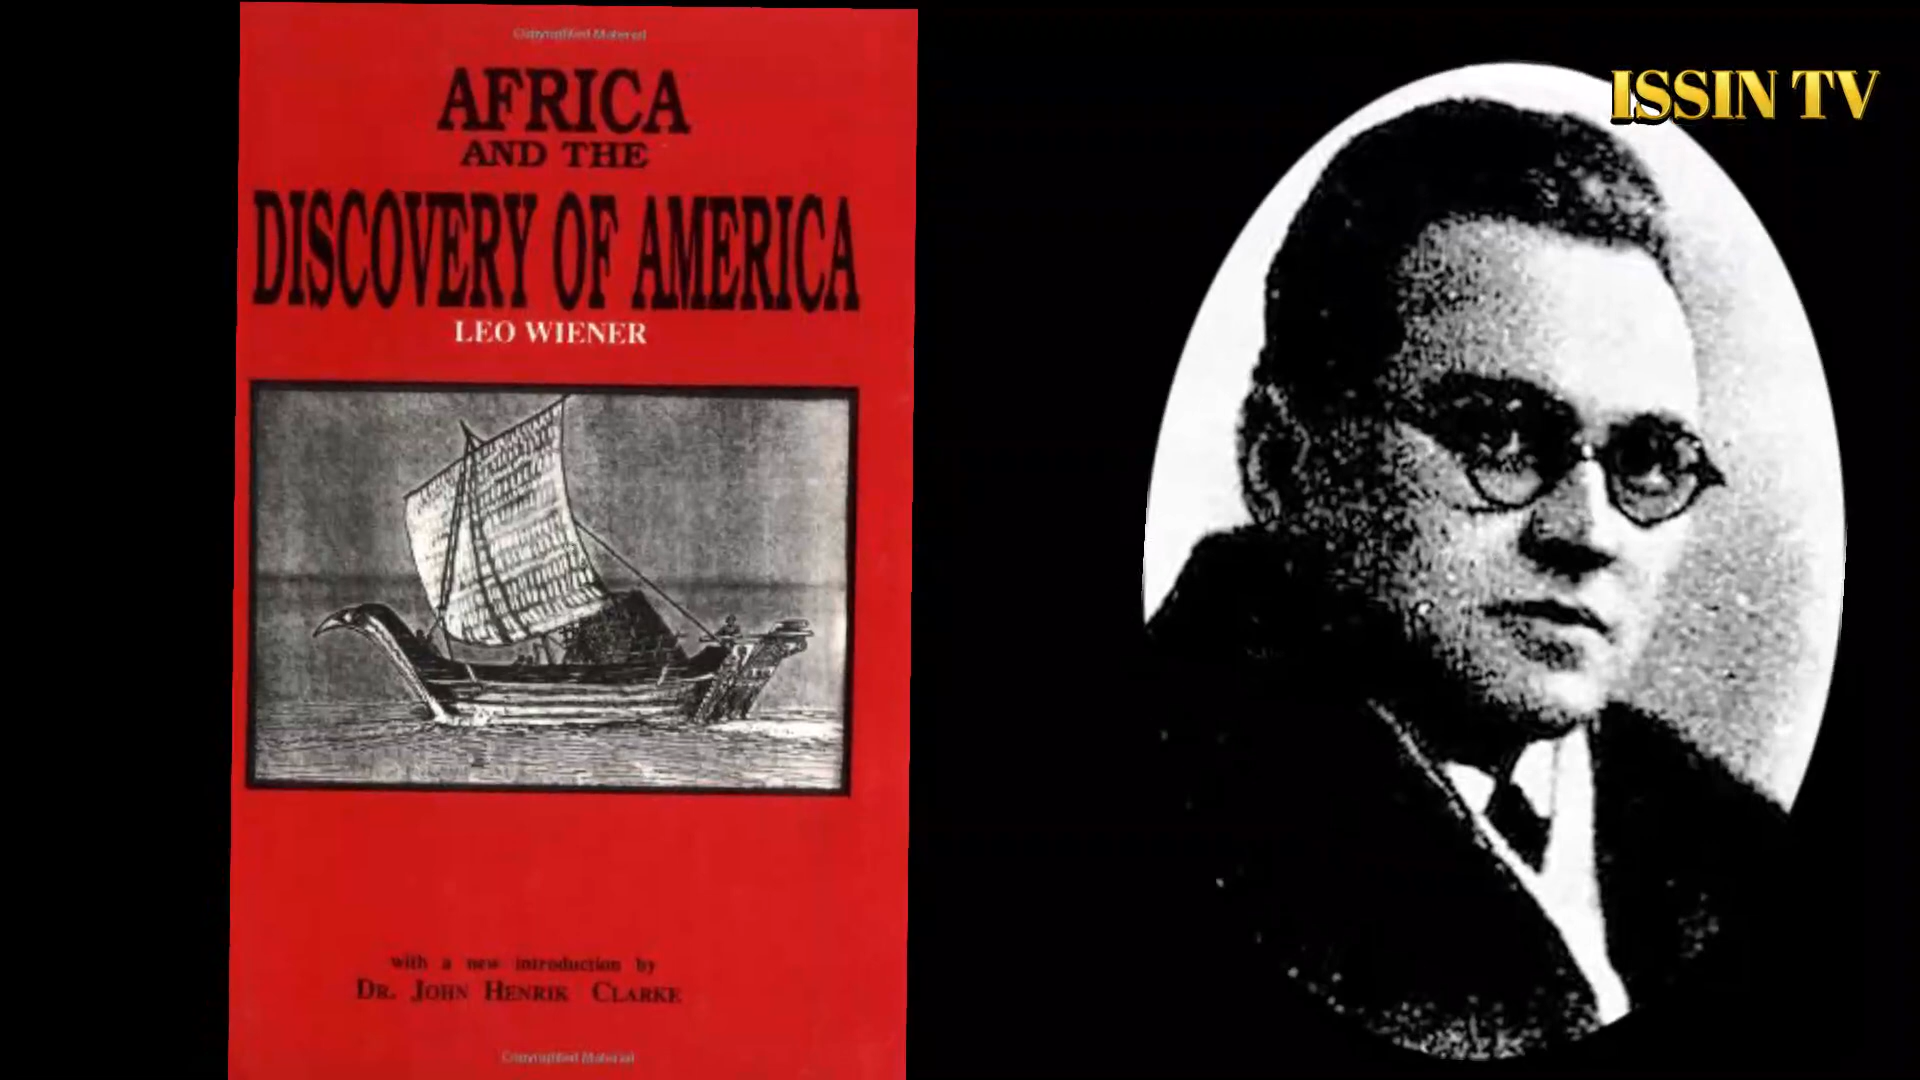 Copyrighted Material
AFRICA
AND THE
DISCOVERY OF AMERICA
LEO WIENER
with a new introduction by
DR. JOHN HENRIK CLARKE
Copyrighted Material
ISSIN TV